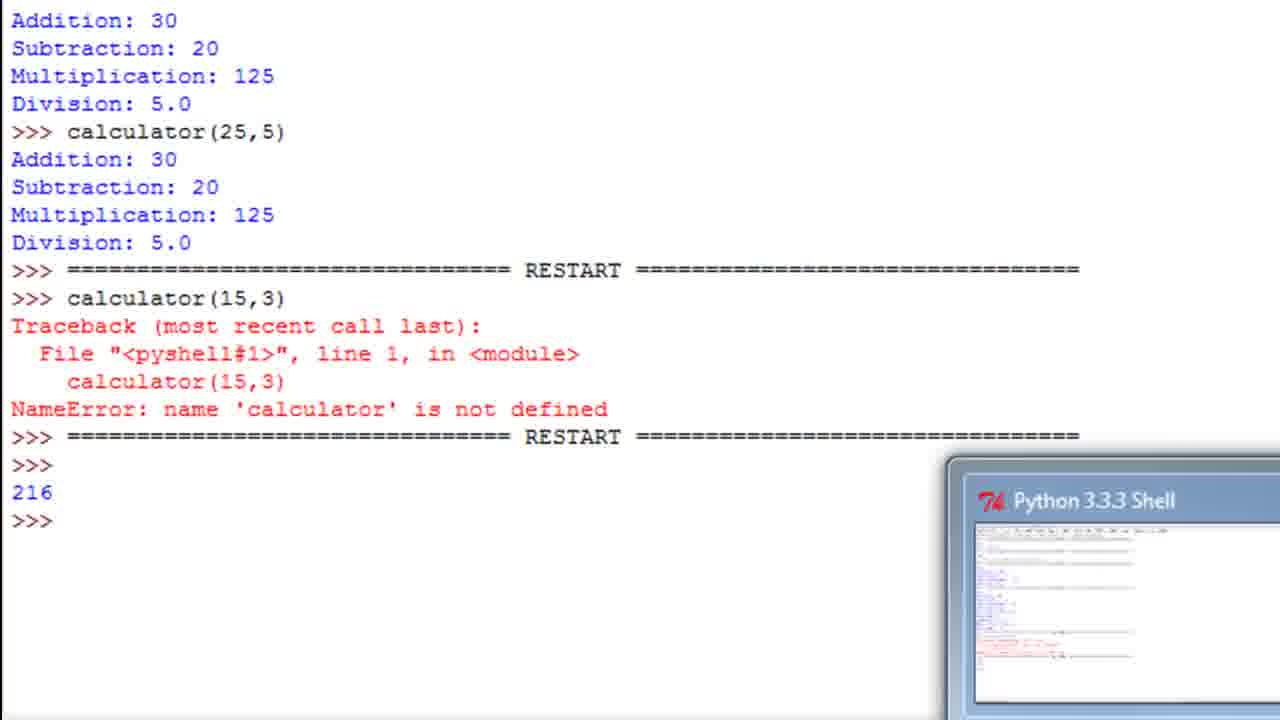 Addition: 30
Subtraction: 20
Multiplication: 125
Division: 5.0
>>> calculator(25,5)
Addition: 30
Subtraction: 20
Multiplication: 125
Division: 5.0
>>> ================================ RESTART ================================
>>> calculator(15,3)
Traceback (most recent call last):
  File "<pyshell#1>", line 1, in <module>
    calculator(15,3)
NameError: name 'calculator' is not defined
>>> ================================ RESTART ================================
>>>
216
>>>
Python 3.3.3 Shell